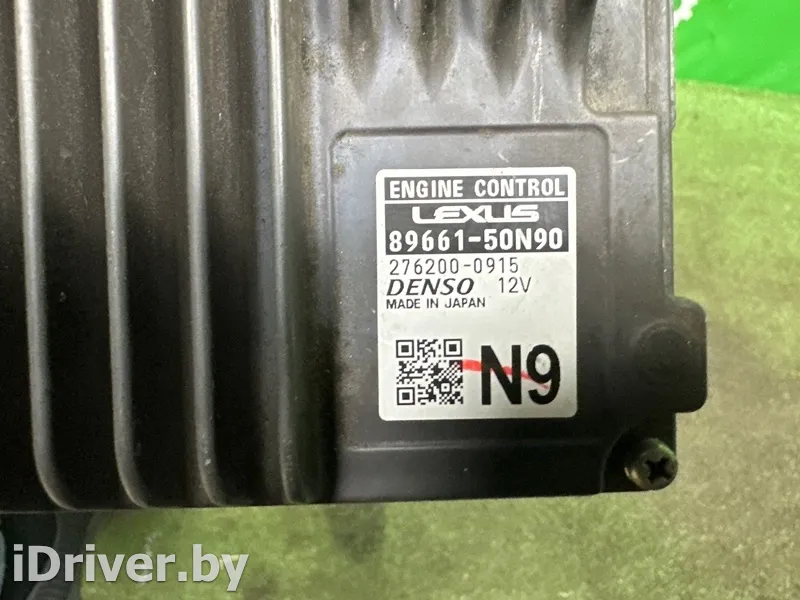 ENGINE CONTROL
LEXUS
89661-50N90
276200-0915
DENSO 12V
MADE IN JAPAN
N9
iDriver.by